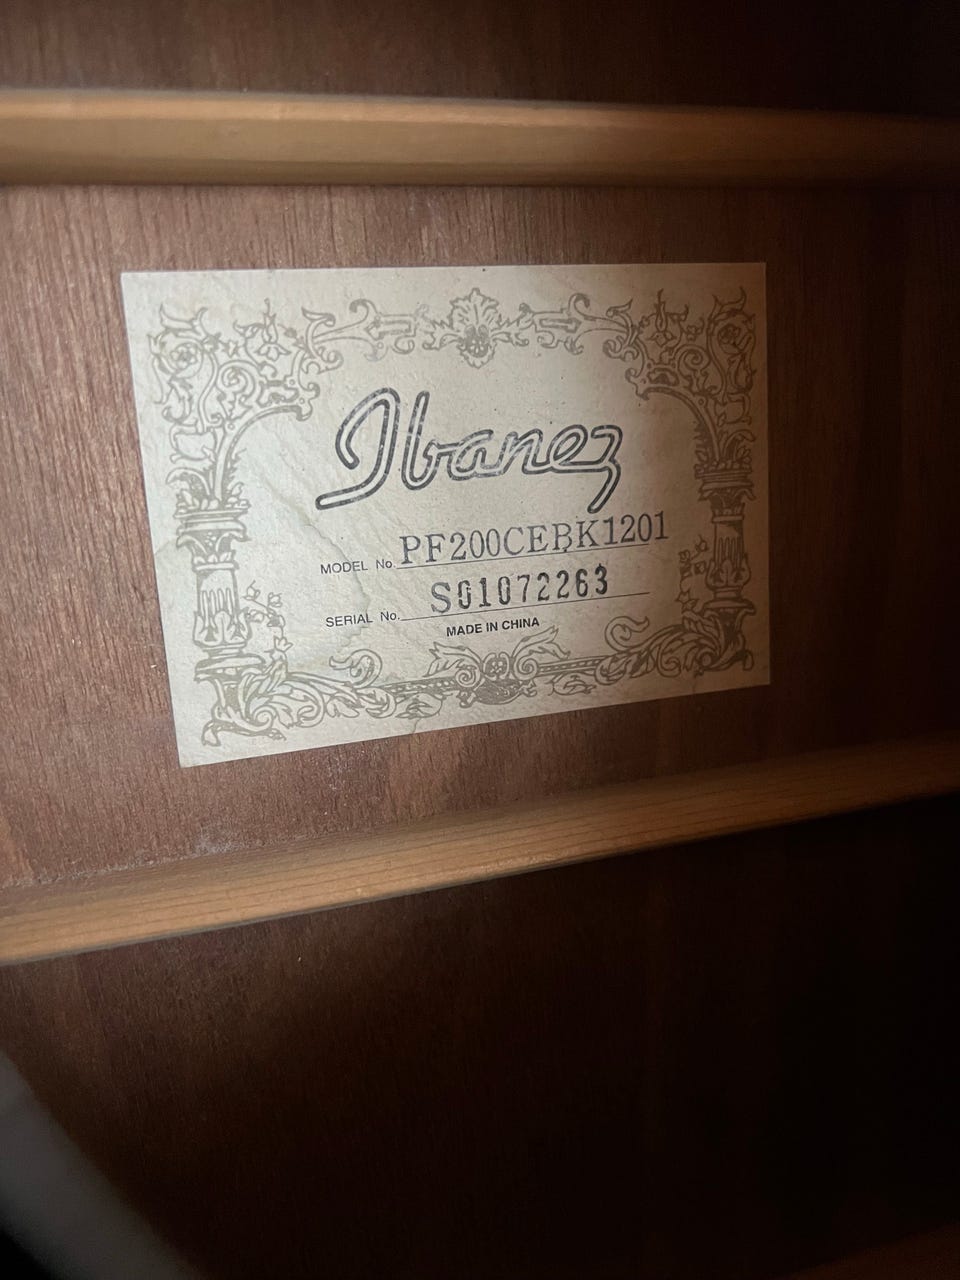 Ibanez
MODEL No. PF200CEBK1201
SERIAL No. S01072263
MADE IN CHINA